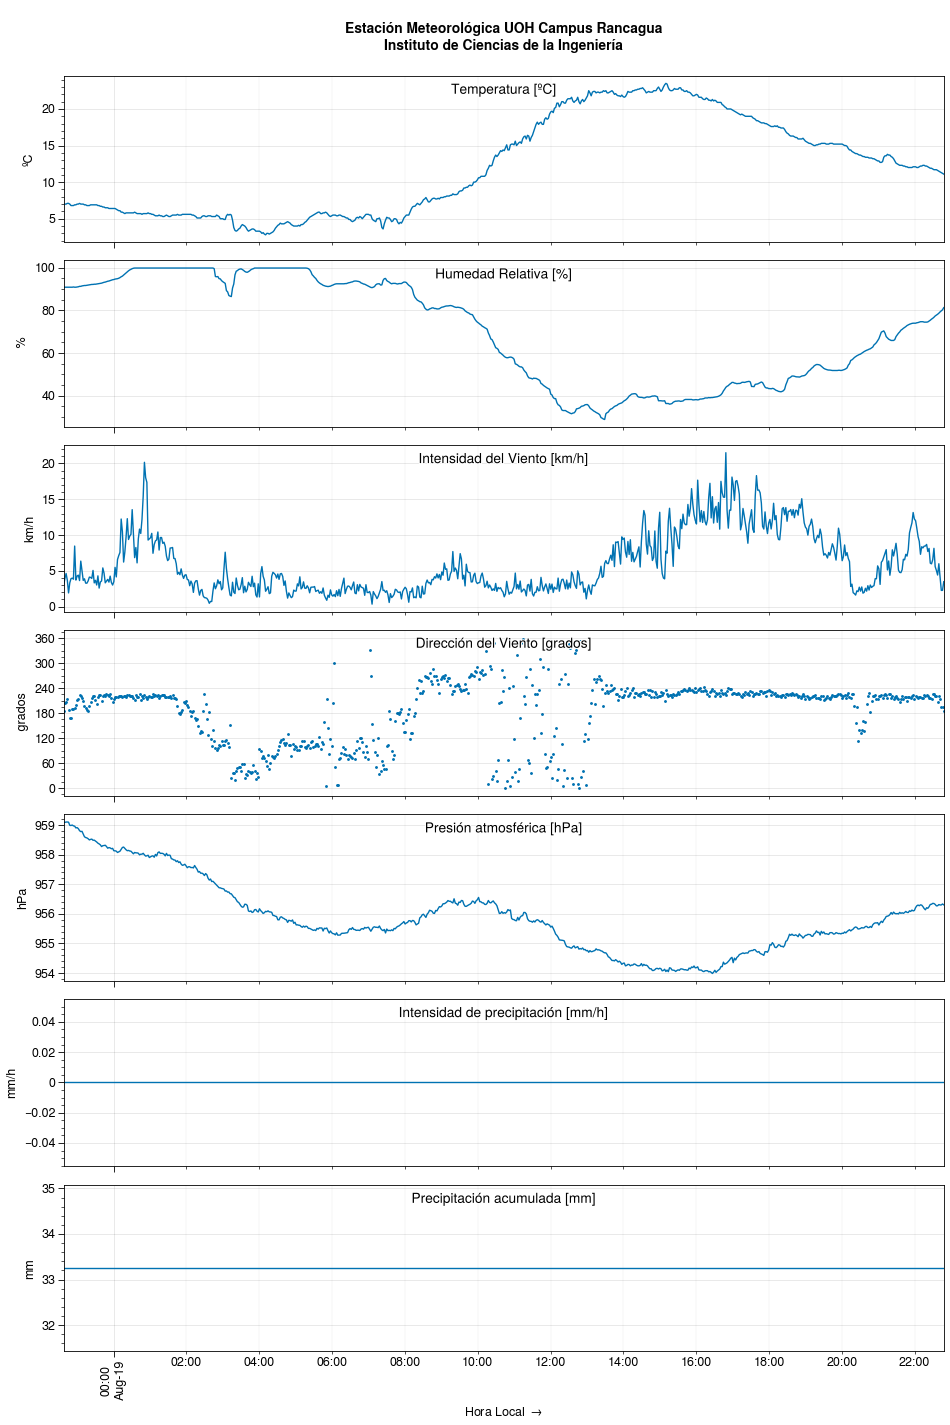 Estación Meteorológica UOH Campus Rancagua
Instituto de Ciencias de la Ingeniería
Temperatura [ºC]
ºC
20
15
10
5
Humedad Relativa [%]
%
100
80
60
40
Intensidad del Viento [km/h]
km/h
20
15
10
5
0
Dirección del Viento [grados]
grados
360
300
240
180
120
60
0
Presión atmosférica [hPa]
hPa
959
958
957
956
955
954
Intensidad de precipitación [mm/h]
mm/h
0.04
0.02
0
−0.02
−0.04
Precipitación acumulada [mm]
mm
35
34
33
32
00:00
Aug-19
02:00
04:00
06:00
08:00
10:00
12:00
14:00
16:00
18:00
20:00
22:00
Hora Local →